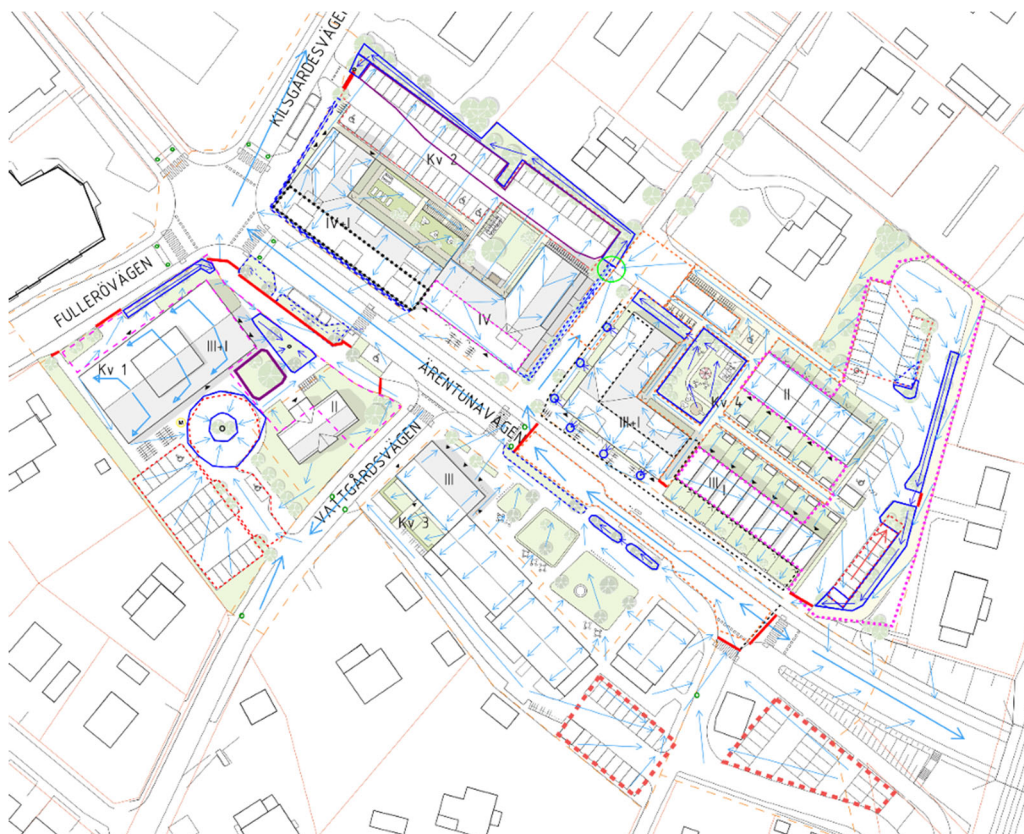 KILSGÄRDESVÄGEN
Kv 2
IV+I
FULLERÖVÄGEN
IV
III+I
Kv 1
ÄRENTUNAVÄGEN
II
II
Kv 4
III+I
VATTGÅRDSVÄGEN
III
III
Kv 3